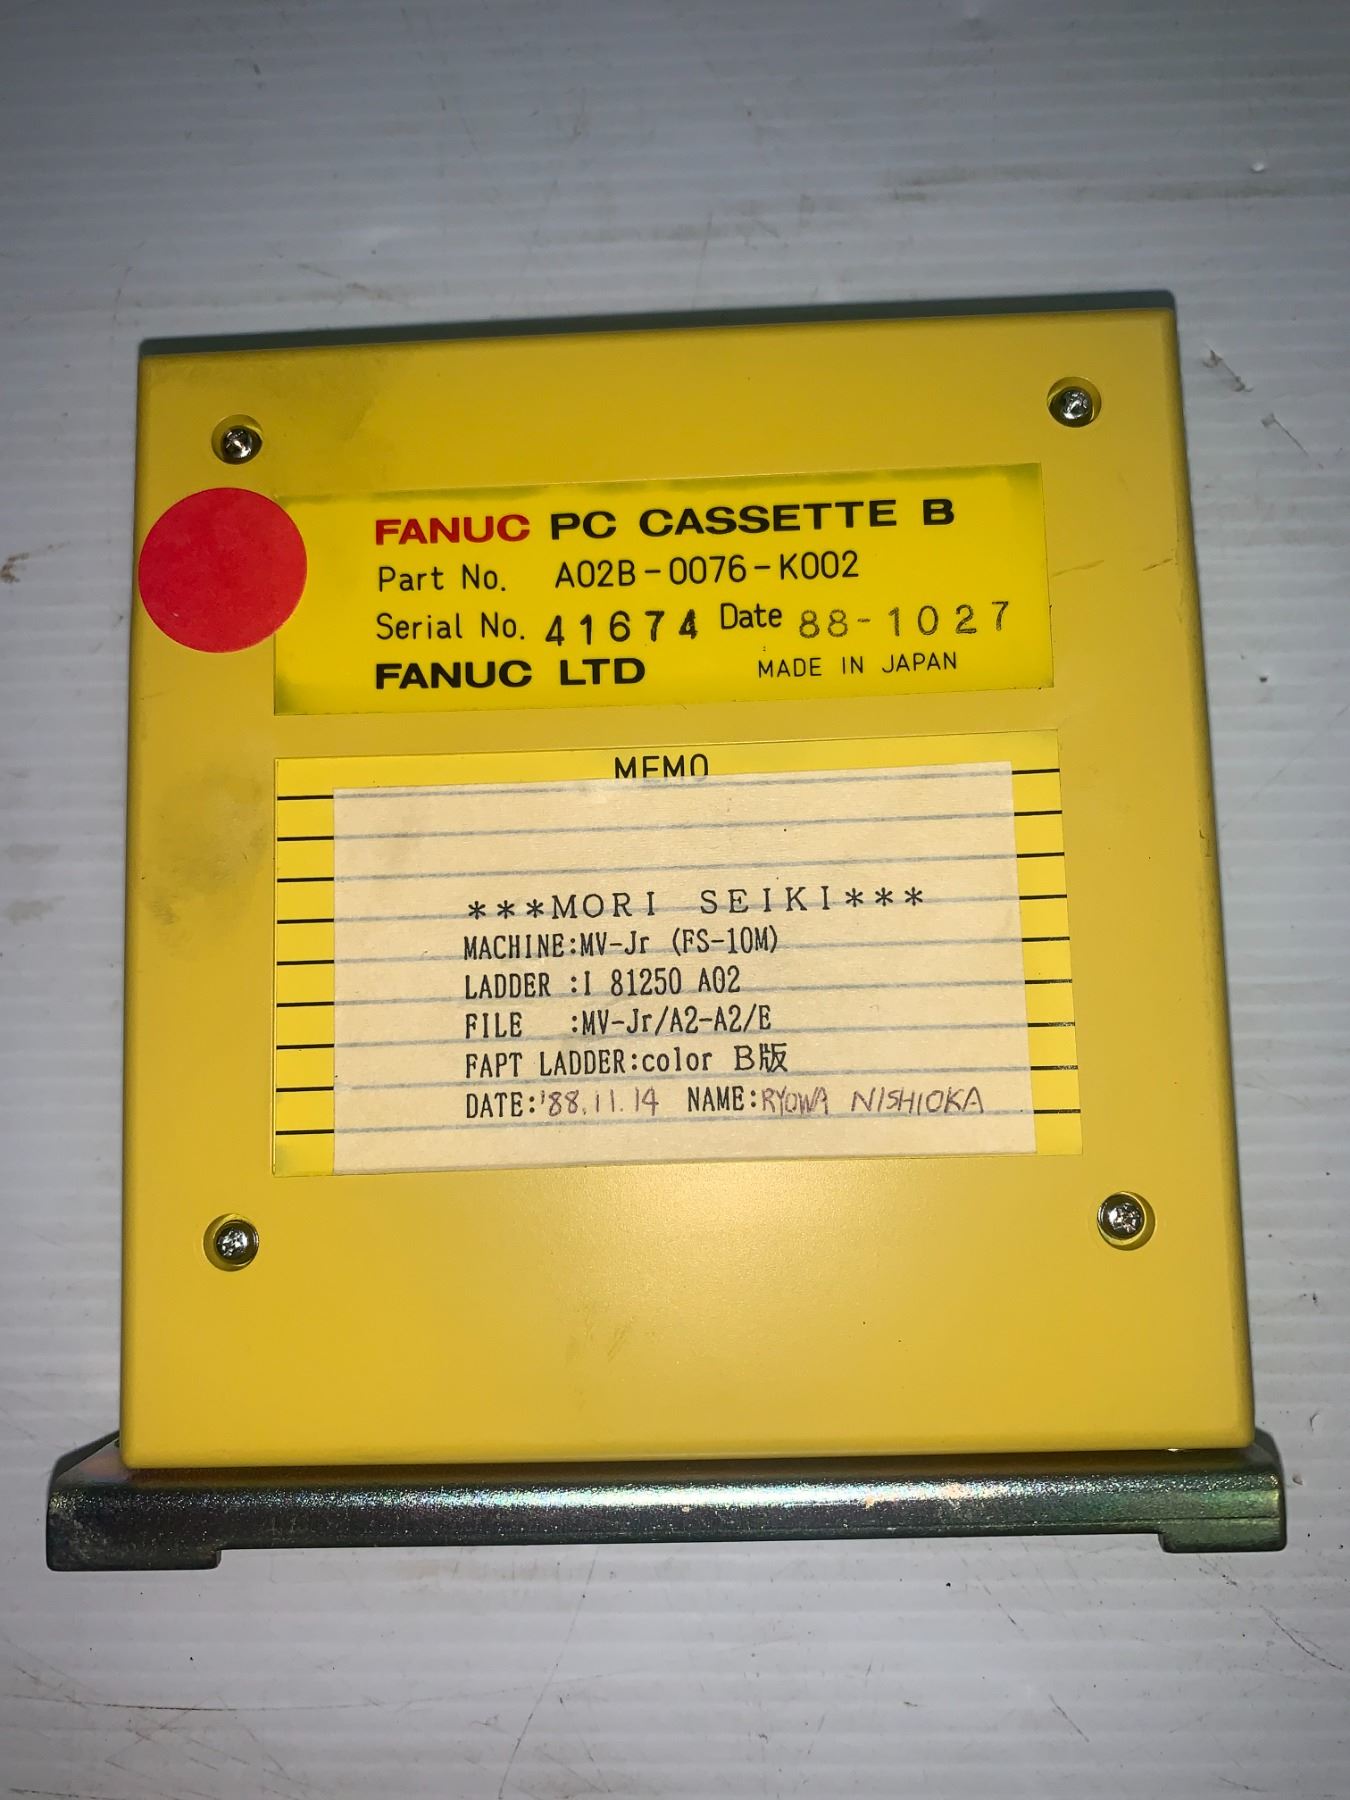 FANUC PC CASSETTE B
Part No. A02B-0076-K002
Serial No. 41674 Date 88-1027
FANUC LTD MADE IN JAPAN
MEMO
***MORI SEIKI***
MACHINE:MV-Jr (FS-10M)
LADDER :I 81250 A02
FILE :MV-Jr/A2-A2/E
FAPT LADDER:color B版
DATE:'88.11.14 NAME:RYOWA NISHIOKA